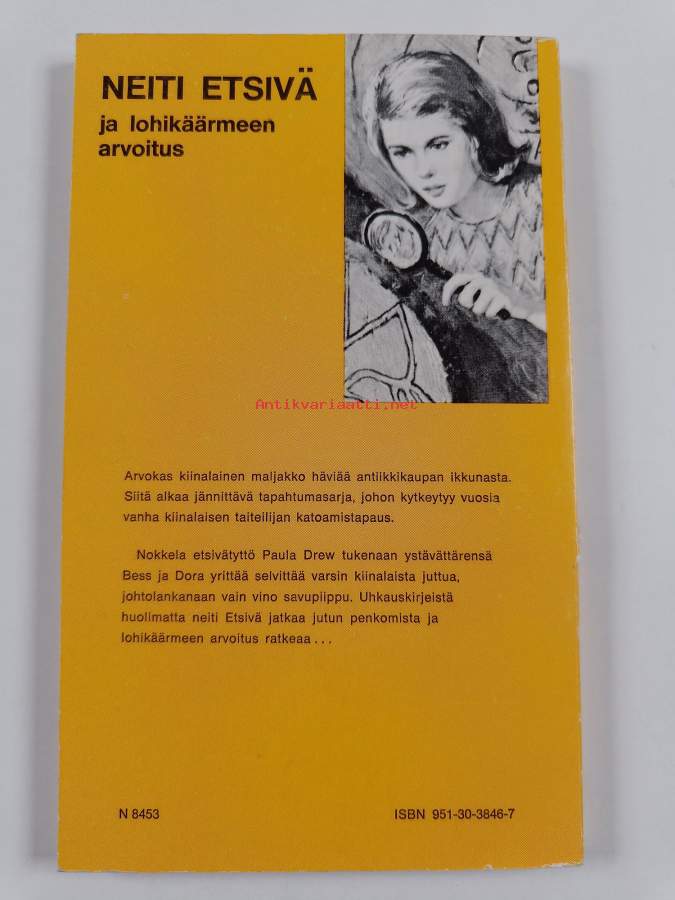 NEITI ETSIVÄ
ja lohikäärmeen
arvoitus
Antikvariaatti.net
Arvokas kiinalainen maljakko häviää antiikkikaupan ikkunasta.
Siitä alkaa jännittävä tapahtumasarja, johon kytkeytyy vuosia
vanha kiinalaisen taiteilijan katoamistapaus.
Nokkela etsivätyttö Paula Drew tukenaan ystävättärensä
Bess ja Dora yrittää selvittää varsin kiinalaista juttua,
johtolankanaan vain vino savupiippu. Uhkauskirjeistä
huolimatta neiti Etsivä jatkaa jutun penkomista ja
lohikäärmeen arvoitus ratkeaa...
N 8453
ISBN 951-30-3846-7